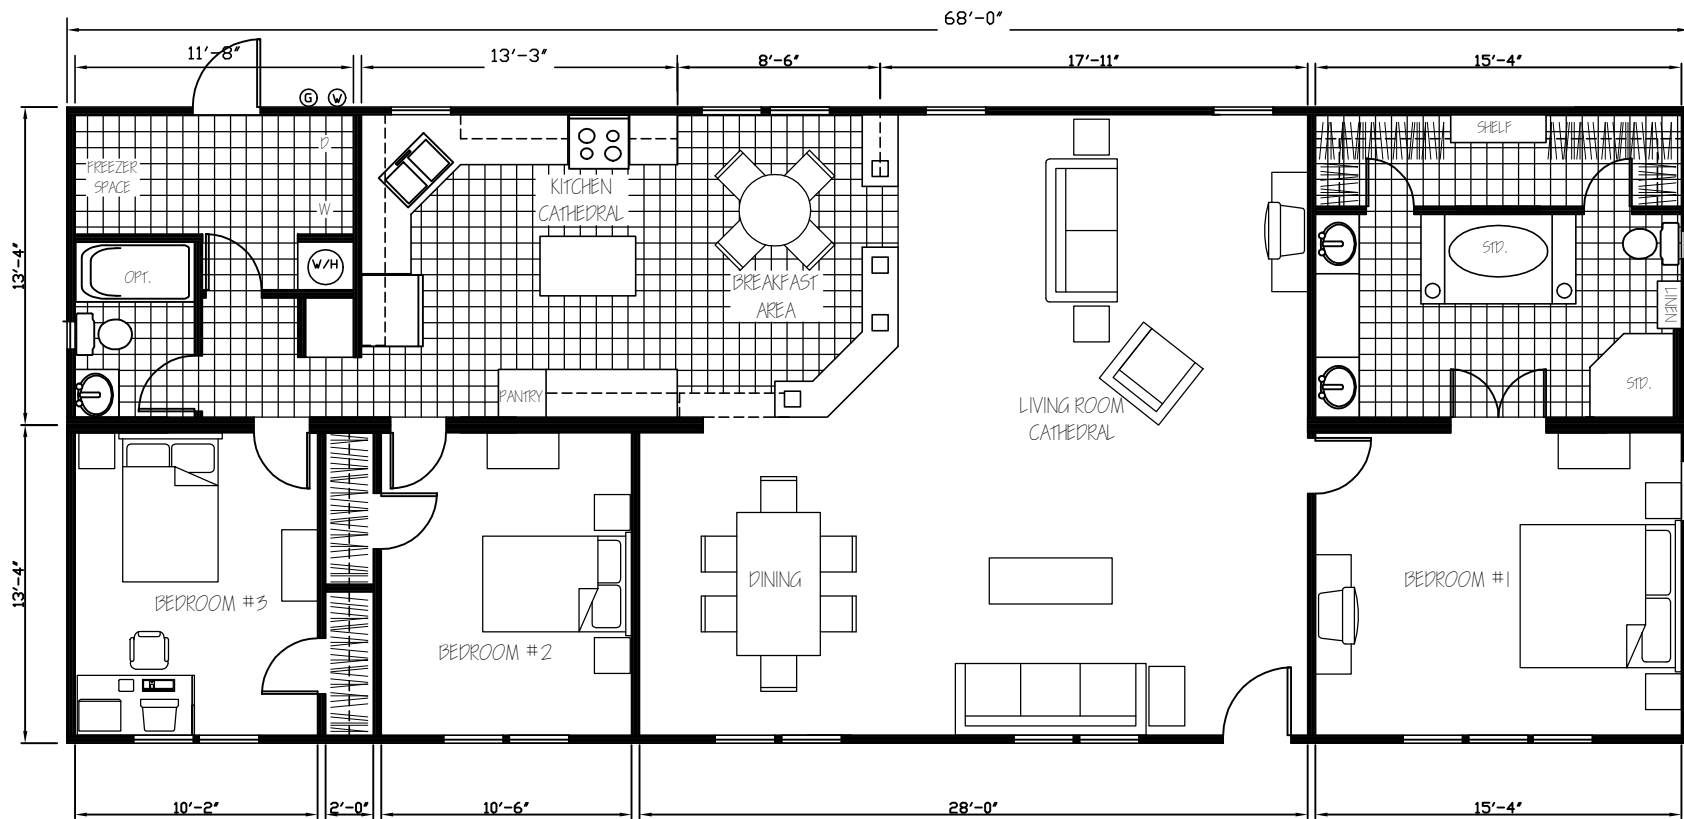 68'-0"
11'-8"
13'-3"
8'-6"
17'-11"
15'-4"
G
W
D
SHELF
FREEZER
SPACE
KITCHEN
CATHEDRAL
W
13'-4"
W/H
OPT.
STD.
BREAKFAST
AREA
LINEN
STD.
PANTRY
LIVING ROOM
CATHEDRAL
13'-4"
BEDROOM #3
DINING
BEDROOM #1
BEDROOM #2
10'-2"
2'-0"
10'-6"
28'-0"
15'-4"